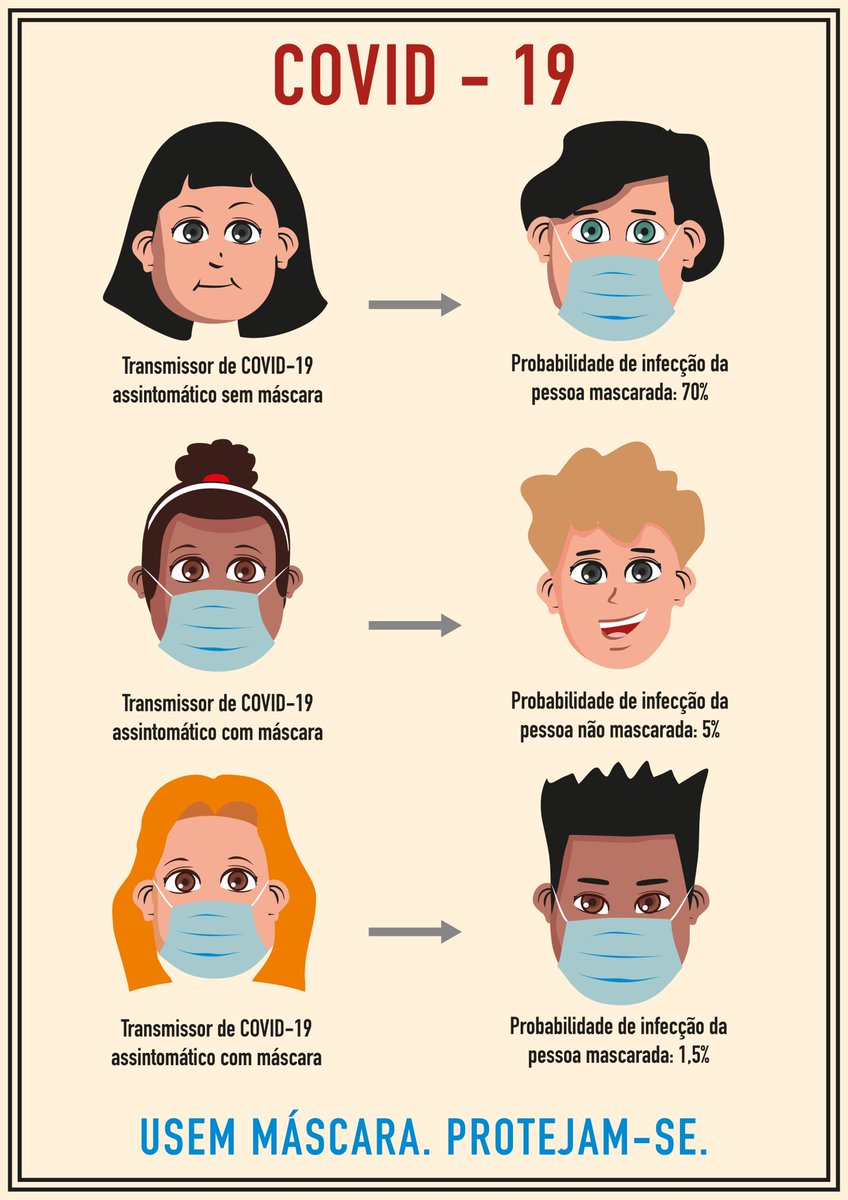 COVID - 19
Transmissor de COVID-19
assintomático sem máscara
Probabilidade de infecção da
pessoa mascarada: 70%
Transmissor de COVID-19
assintomático com máscara
Probabilidade de infecção da
pessoa não mascarada: 5%
Transmissor de COVID-19
assintomático com máscara
Probabilidade de infecção da
pessoa mascarada: 1,5%
USEM MÁSCARA. PROTEJAM-SE.